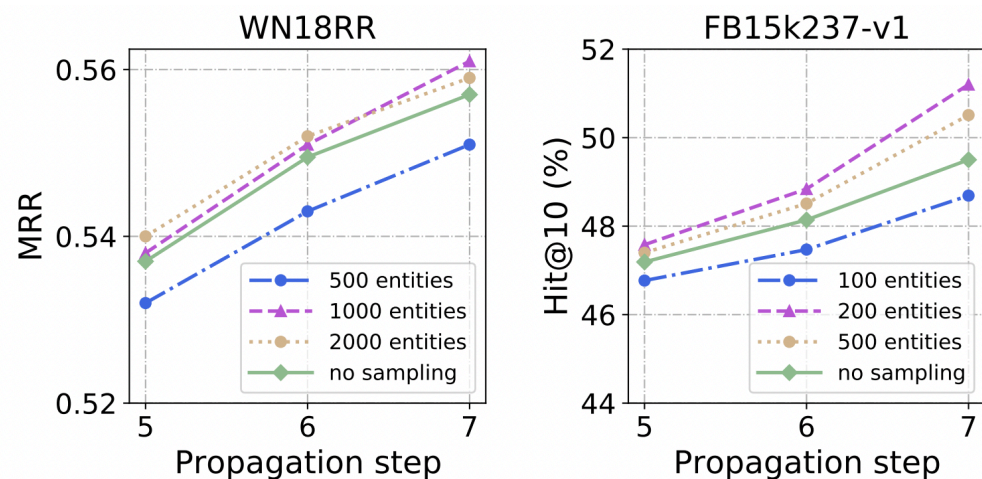 WN18RR
0.56
0.54
0.52
MRR
500 entities
1000 entities
2000 entities
no sampling
5 6 7
Propagation step
FB15k237-v1
52
50
48
46
44
Hit@10 (%)
100 entities
200 entities
500 entities
no sampling
5 6 7
Propagation step